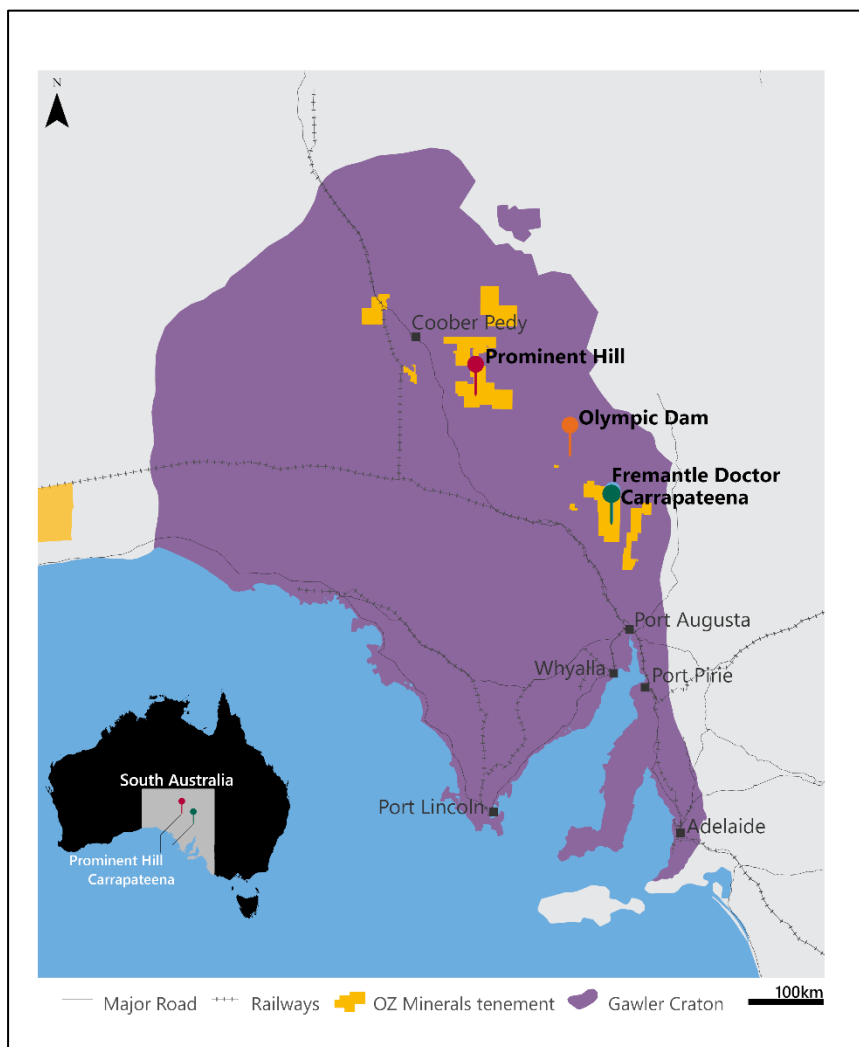 N
Coober Pedy
Prominent Hill
Olympic Dam
Fremantle Doctor
Carrapateena
Port Augusta
Whyalla
Port Pirie
South Australia
Port Lincoln
Adelaide
Prominent Hill
Carrapateena
Major Road
Railways
OZ Minerals tenement
Gawler Craton
100km